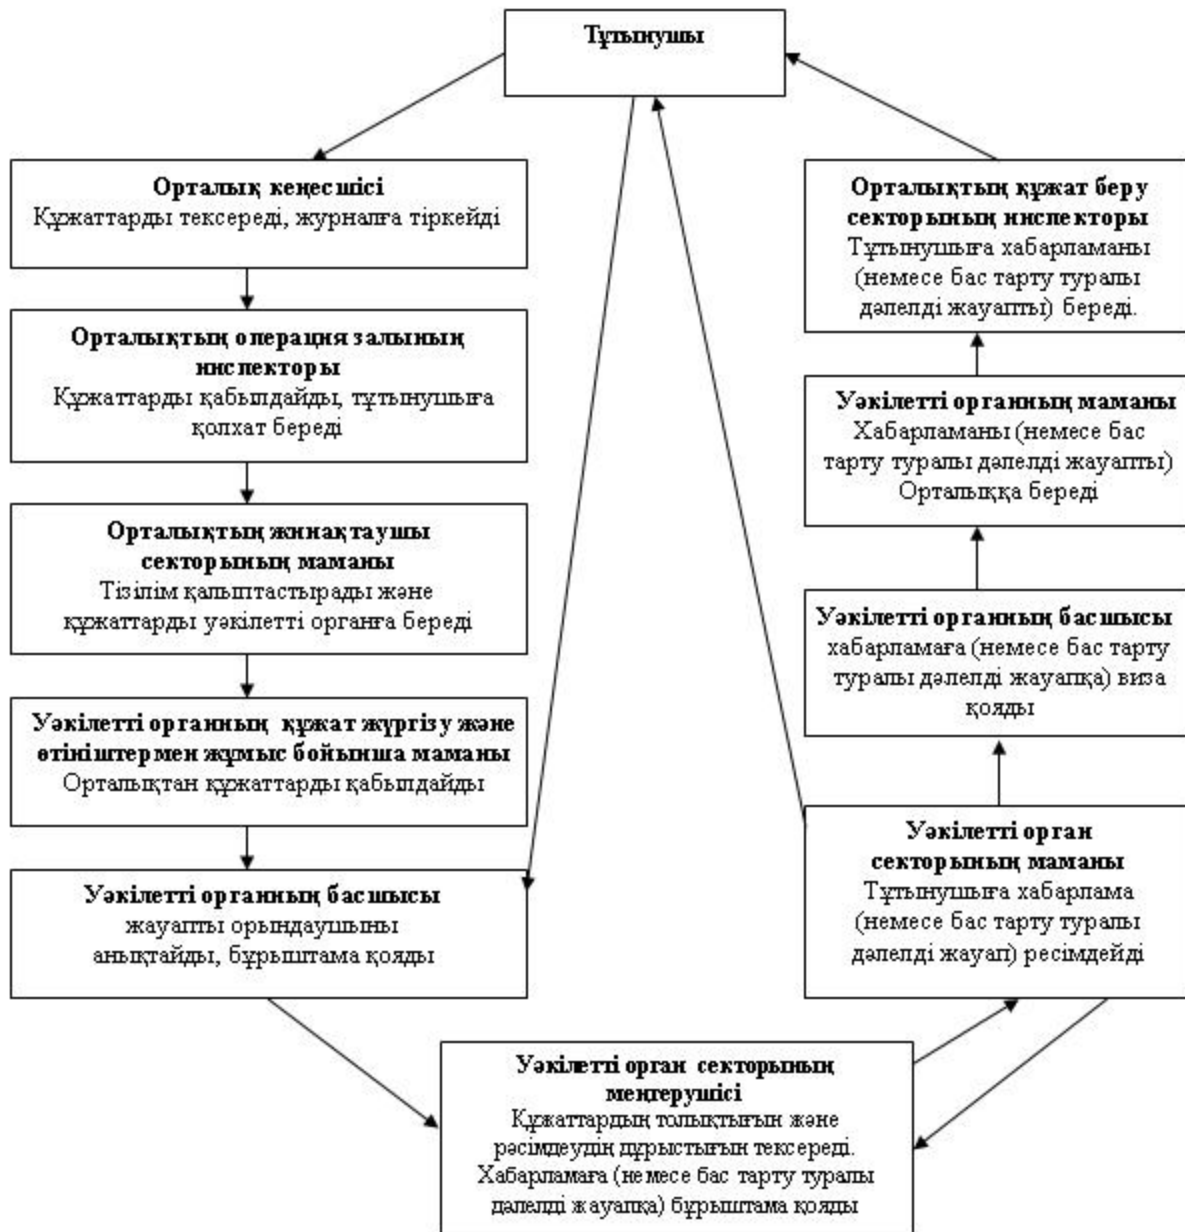 Тұтынушы
Орталық кеңесшісі
Құжаттарды тексереді, журналға тіркейді
Орталықтың операция залының
инспекторы
Құжаттарды қабылдайды, тұтынушыға
қолхат береді
Орталықтың жинақтаушы
секторының маманы
Тізілім қалыптастырады және
құжаттарды уәкілетті органға береді
Уәкілетті органның құжат жүргізу және
өтініштермен жұмыс бойынша маманы
Орталықтан құжаттарды қабылдайды
Уәкілетті органның басшысы
жауапты орындаушыны
анықтайды, бұрыштама қояды
Уәкілетті орган секторының
меңгерушісі
Құжаттардың толықтығын және
рәсімдеудің дұрыстығын тексереді.
Хабарламаға (немесе бас тарту туралы
дәлелді жауапқа) бұрыштама қояды
Уәкілетті орган
секторының маманы
Тұтынушыға хабарлама
(немесе бас тарту туралы
дәлелді жауап) ресімдейді
Уәкілетті органның басшысы
хабарламаға (немесе бас тарту
туралы дәлелді жауапқа) виза
қояды
Уәкілетті органның маманы
Хабарламаны (немесе бас
тарту туралы дәлелді жауапты)
Орталыққа береді
Орталықтың құжат беру
секторының инспекторы
Тұтынушыға хабарламаны
(немесе бас тарту туралы
дәлелді жауапты) береді.